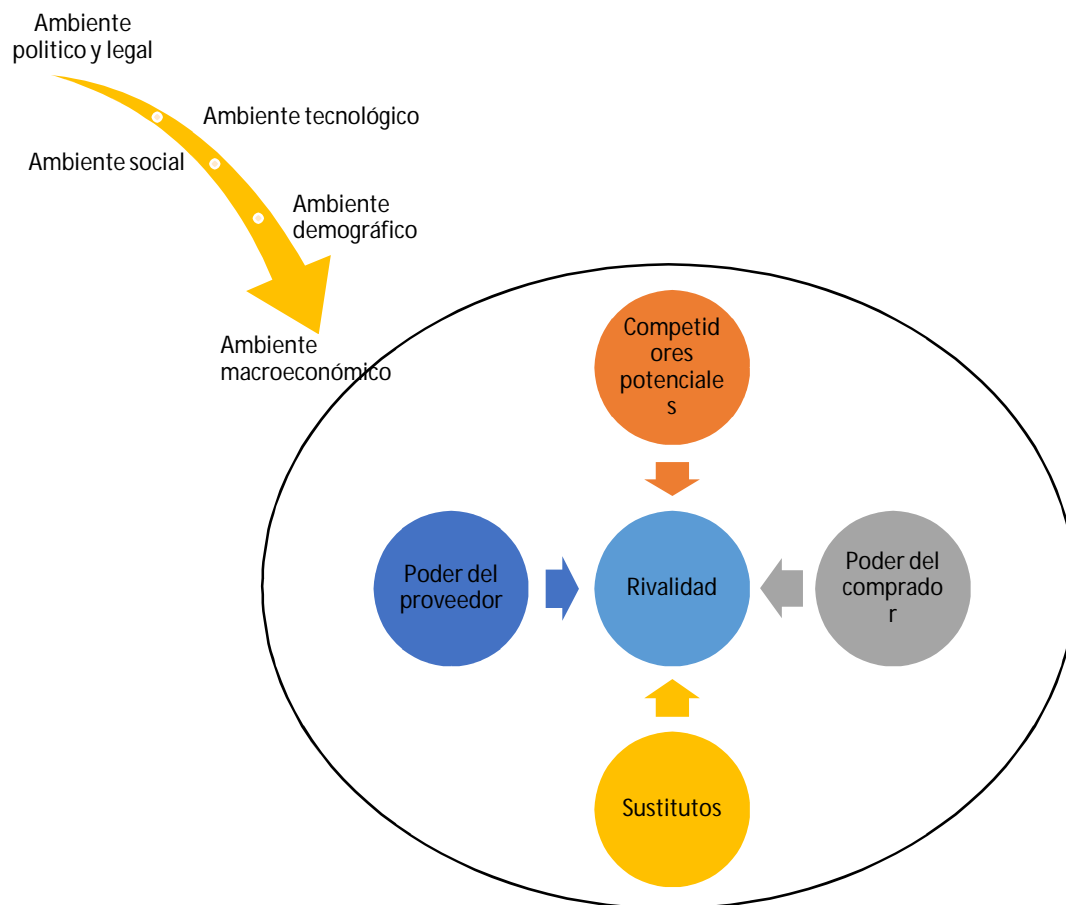 Ambiente
politico y legal
Ambiente tecnológico
Ambiente social
Ambiente
demográfico
Ambiente
macroeconómico
Competid
ores
potenciale
s
Poder del
proveedor
Rivalidad
Poder del
comprado
r
Sustitutos